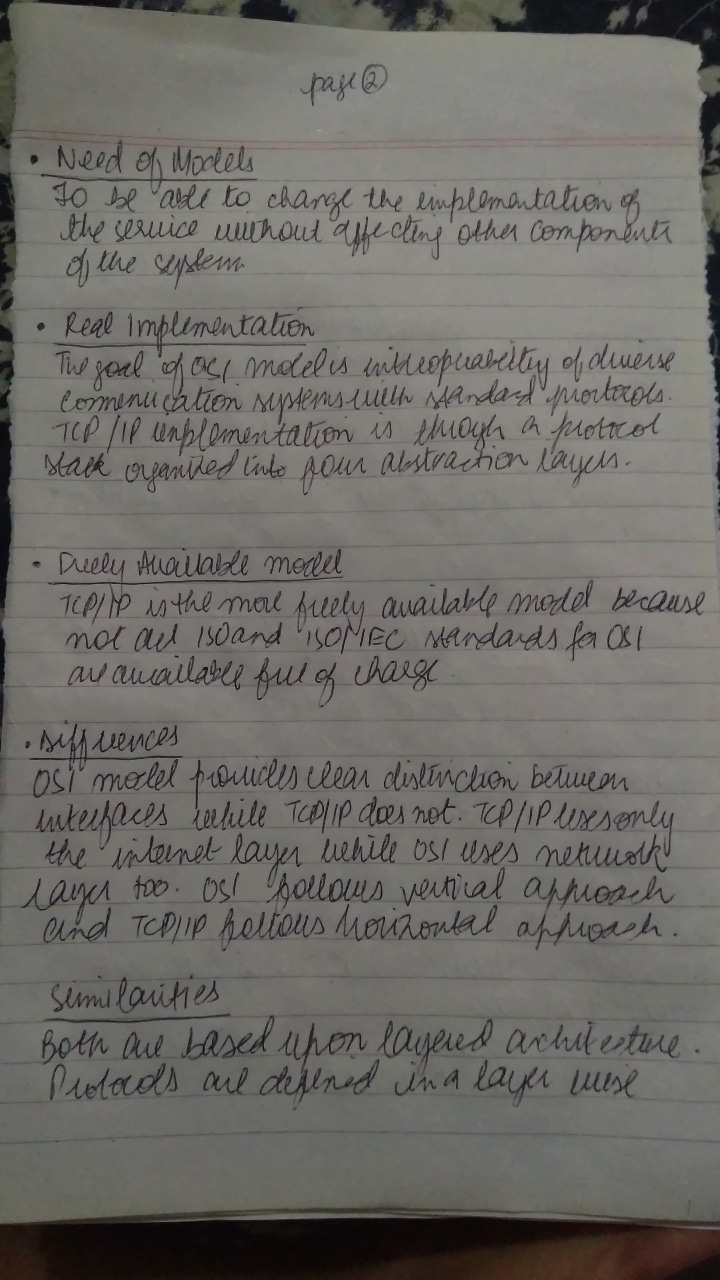 page ②
• Need of Models
To be able to change the implementation of
the service without affecting other components
of the system.
• Real Implementation
The goal of OSI model is interoperability of diverse
communication systems with standard protocols.
TCP/IP implementation is through a protocol
stack organized into four abstraction layers.
• Freely Available model
TCP/IP is the more freely available model because
not all ISO and ISO/IEC standards for OSI
are available free of charge.
• Differences
OSI model provides clear distinction between
interfaces while TCP/IP does not. TCP/IP uses only
the internet layer while OSI uses network
layer too. OSI follows vertical approach
and TCP/IP follows horizontal approach.
Similarities
Both are based upon layered architecture.
Protocols are defined in a layer wise